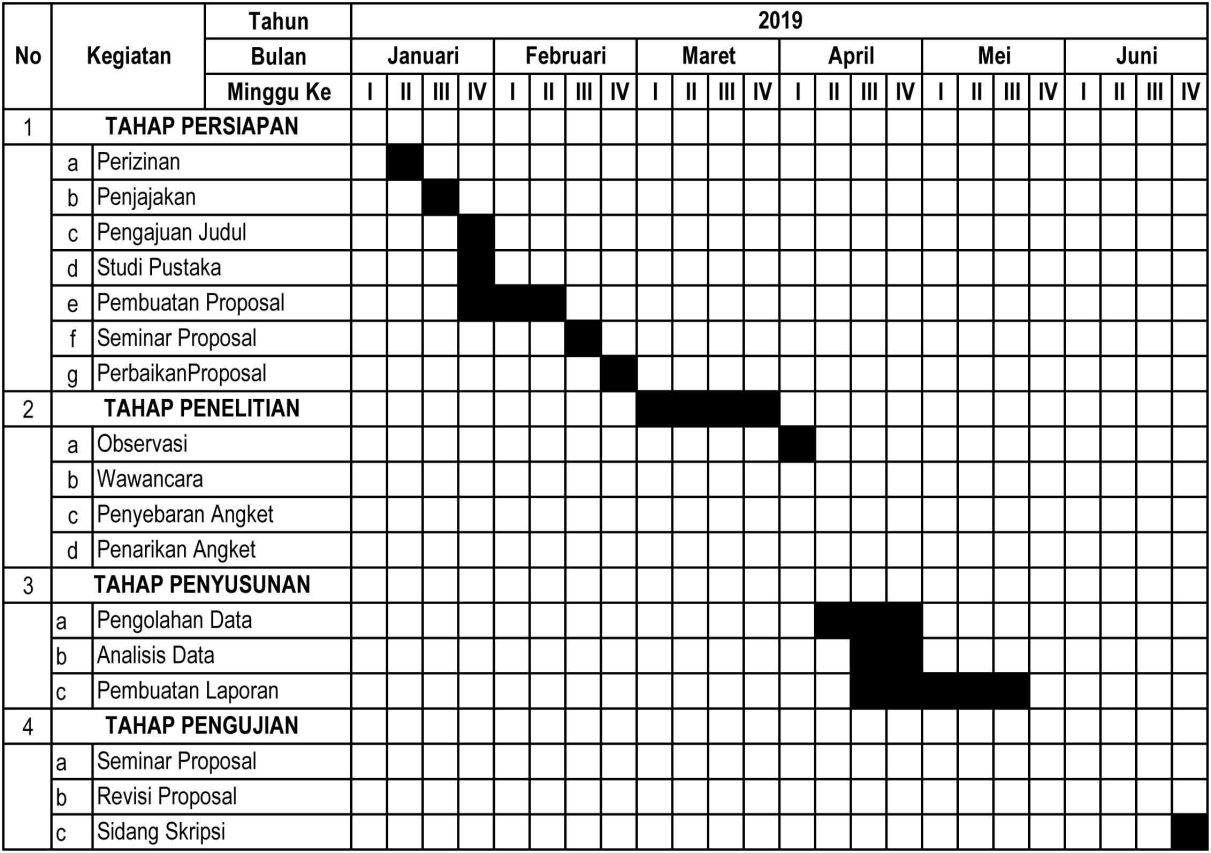 Tahun 2019
No Kegiatan Bulan Januari Februari Maret April Mei Juni
Minggu Ke I II III IV I II III IV I II III IV I II III IV I II III IV I II III IV
1 TAHAP PERSIAPAN
a Perizinan
b Penjajakan
c Pengajuan Judul
d Studi Pustaka
e Pembuatan Proposal
f Seminar Proposal
g PerbaikanProposal
2 TAHAP PENELITIAN
a Observasi
b Wawancara
c Penyebaran Angket
d Penarikan Angket
3 TAHAP PENYUSUNAN
a Pengolahan Data
b Analisis Data
c Pembuatan Laporan
4 TAHAP PENGUJIAN
a Seminar Proposal
b Revisi Proposal
c Sidang Skripsi